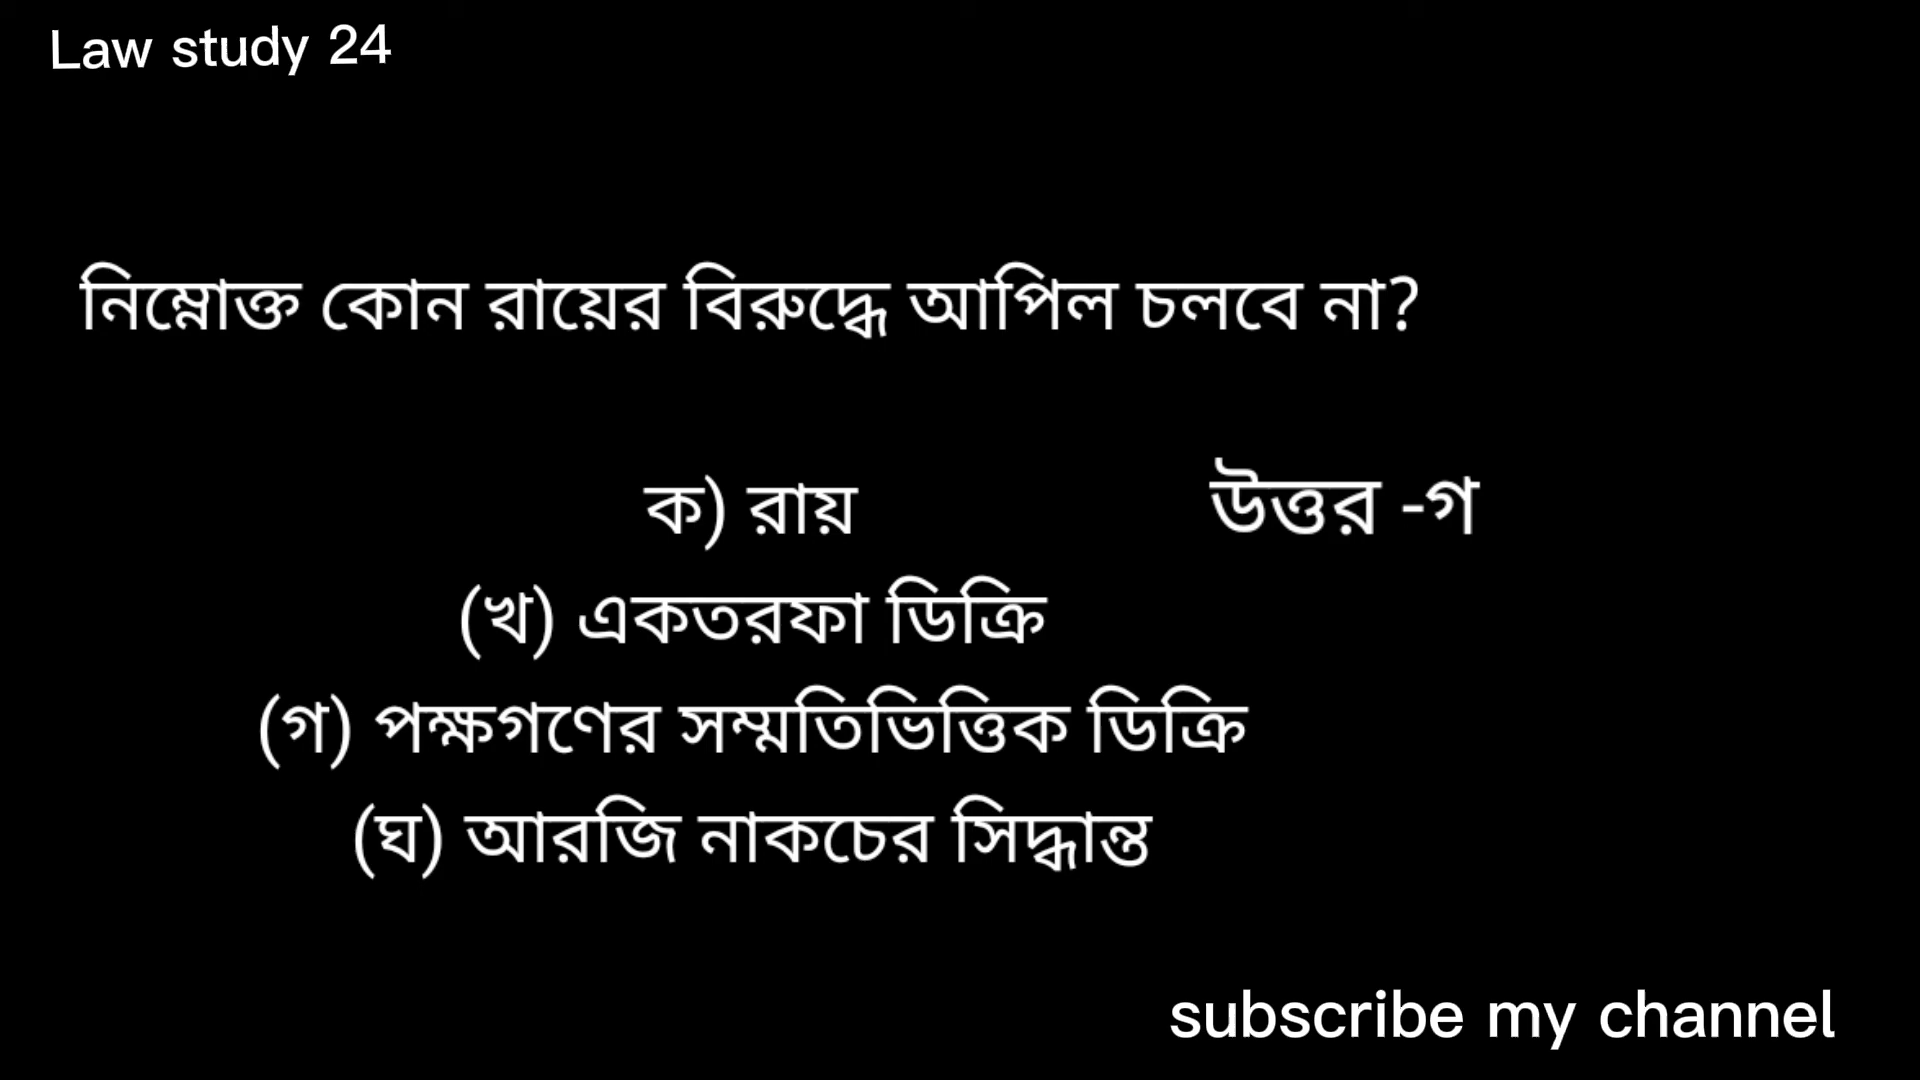 Law study 24
নিম্নোক্ত কোন রায়ের বিরুদ্ধে আপিল চলবে না?
ক) রায়
উত্তর -গ
(খ) একতরফা ডিক্রি
(গ) পক্ষগণের সম্মতিভিত্তিক ডিক্রি
(ঘ) আরজি নাকচের সিদ্ধান্ত
subscribe my channel